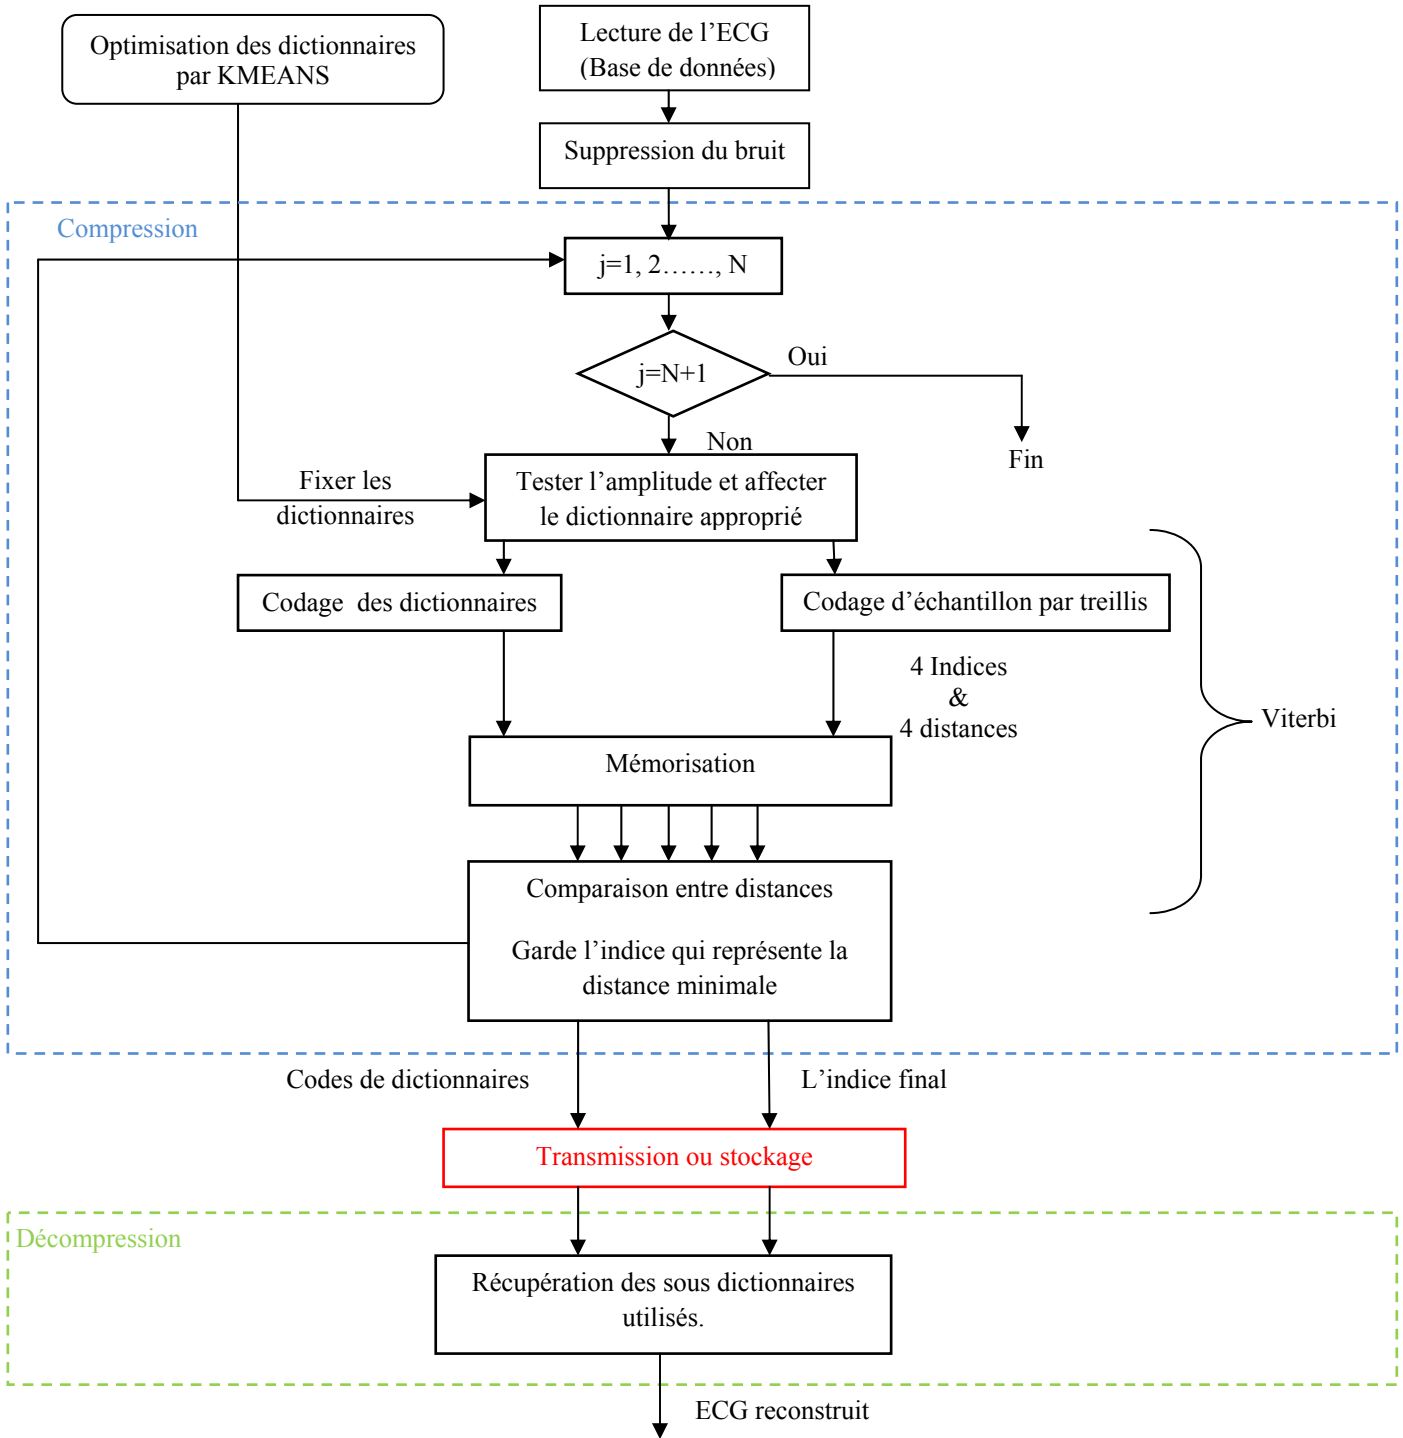 Optimisation des dictionnaires
par KMEANS
Lecture de l’ECG
(Base de données)
Suppression du bruit
Compression
j=1, 2……, N
j=N+1
Oui
Non
Fin
Fixer les
dictionnaires
Tester l’amplitude et affecter
le dictionnaire approprié
Codage des dictionnaires
Codage d’échantillon par treillis
4 Indices
&
4 distances
Viterbi
Mémorisation
Comparaison entre distances
Garde l’indice qui représente la
distance minimale
Codes de dictionnaires
L’indice final
Transmission ou stockage
Décompression
Récupération des sous dictionnaires
utilisés.
ECG reconstruit